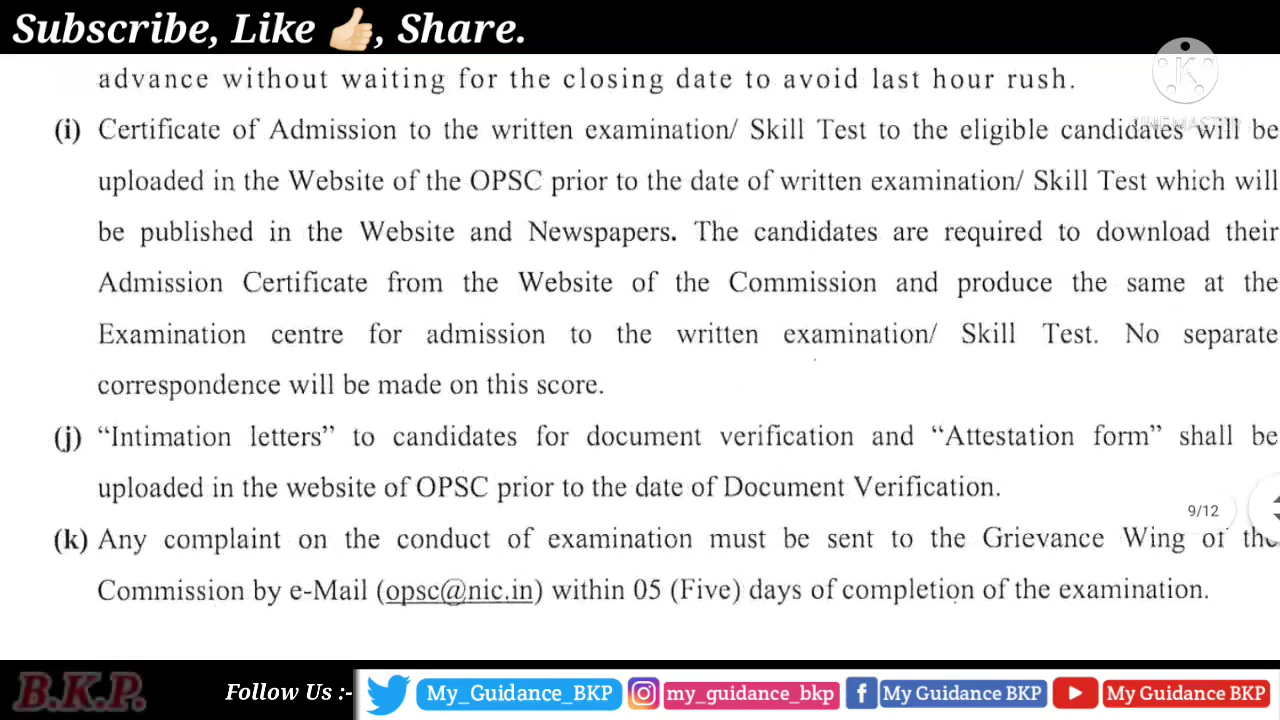 Subscribe, Like 👍🏻, Share.
advance without waiting for the closing date to avoid last hour rush.
(i) Certificate of Admission to the written examination/ Skill Test to the eligible candidates will be
uploaded in the Website of the OPSC prior to the date of written examination/ Skill Test which will
be published in the Website and Newspapers. The candidates are required to download their
Admission Certificate from the Website of the Commission and produce the same at the
Examination centre for admission to the written examination/ Skill Test. No separate
correspondence will be made on this score.
(j) “Intimation letters” to candidates for document verification and “Attestation form” shall be
uploaded in the website of OPSC prior to the date of Document Verification.
9/12
(k) Any complaint on the conduct of examination must be sent to the Grievance Wing of the
Commission by e-Mail (opsc@nic.in) within 05 (Five) days of completion of the examination.
K
KINEMASTER
B.K.P.
Follow Us :- My_Guidance_BKP my_guidance_bkp My Guidance BKP My Guidance BKP